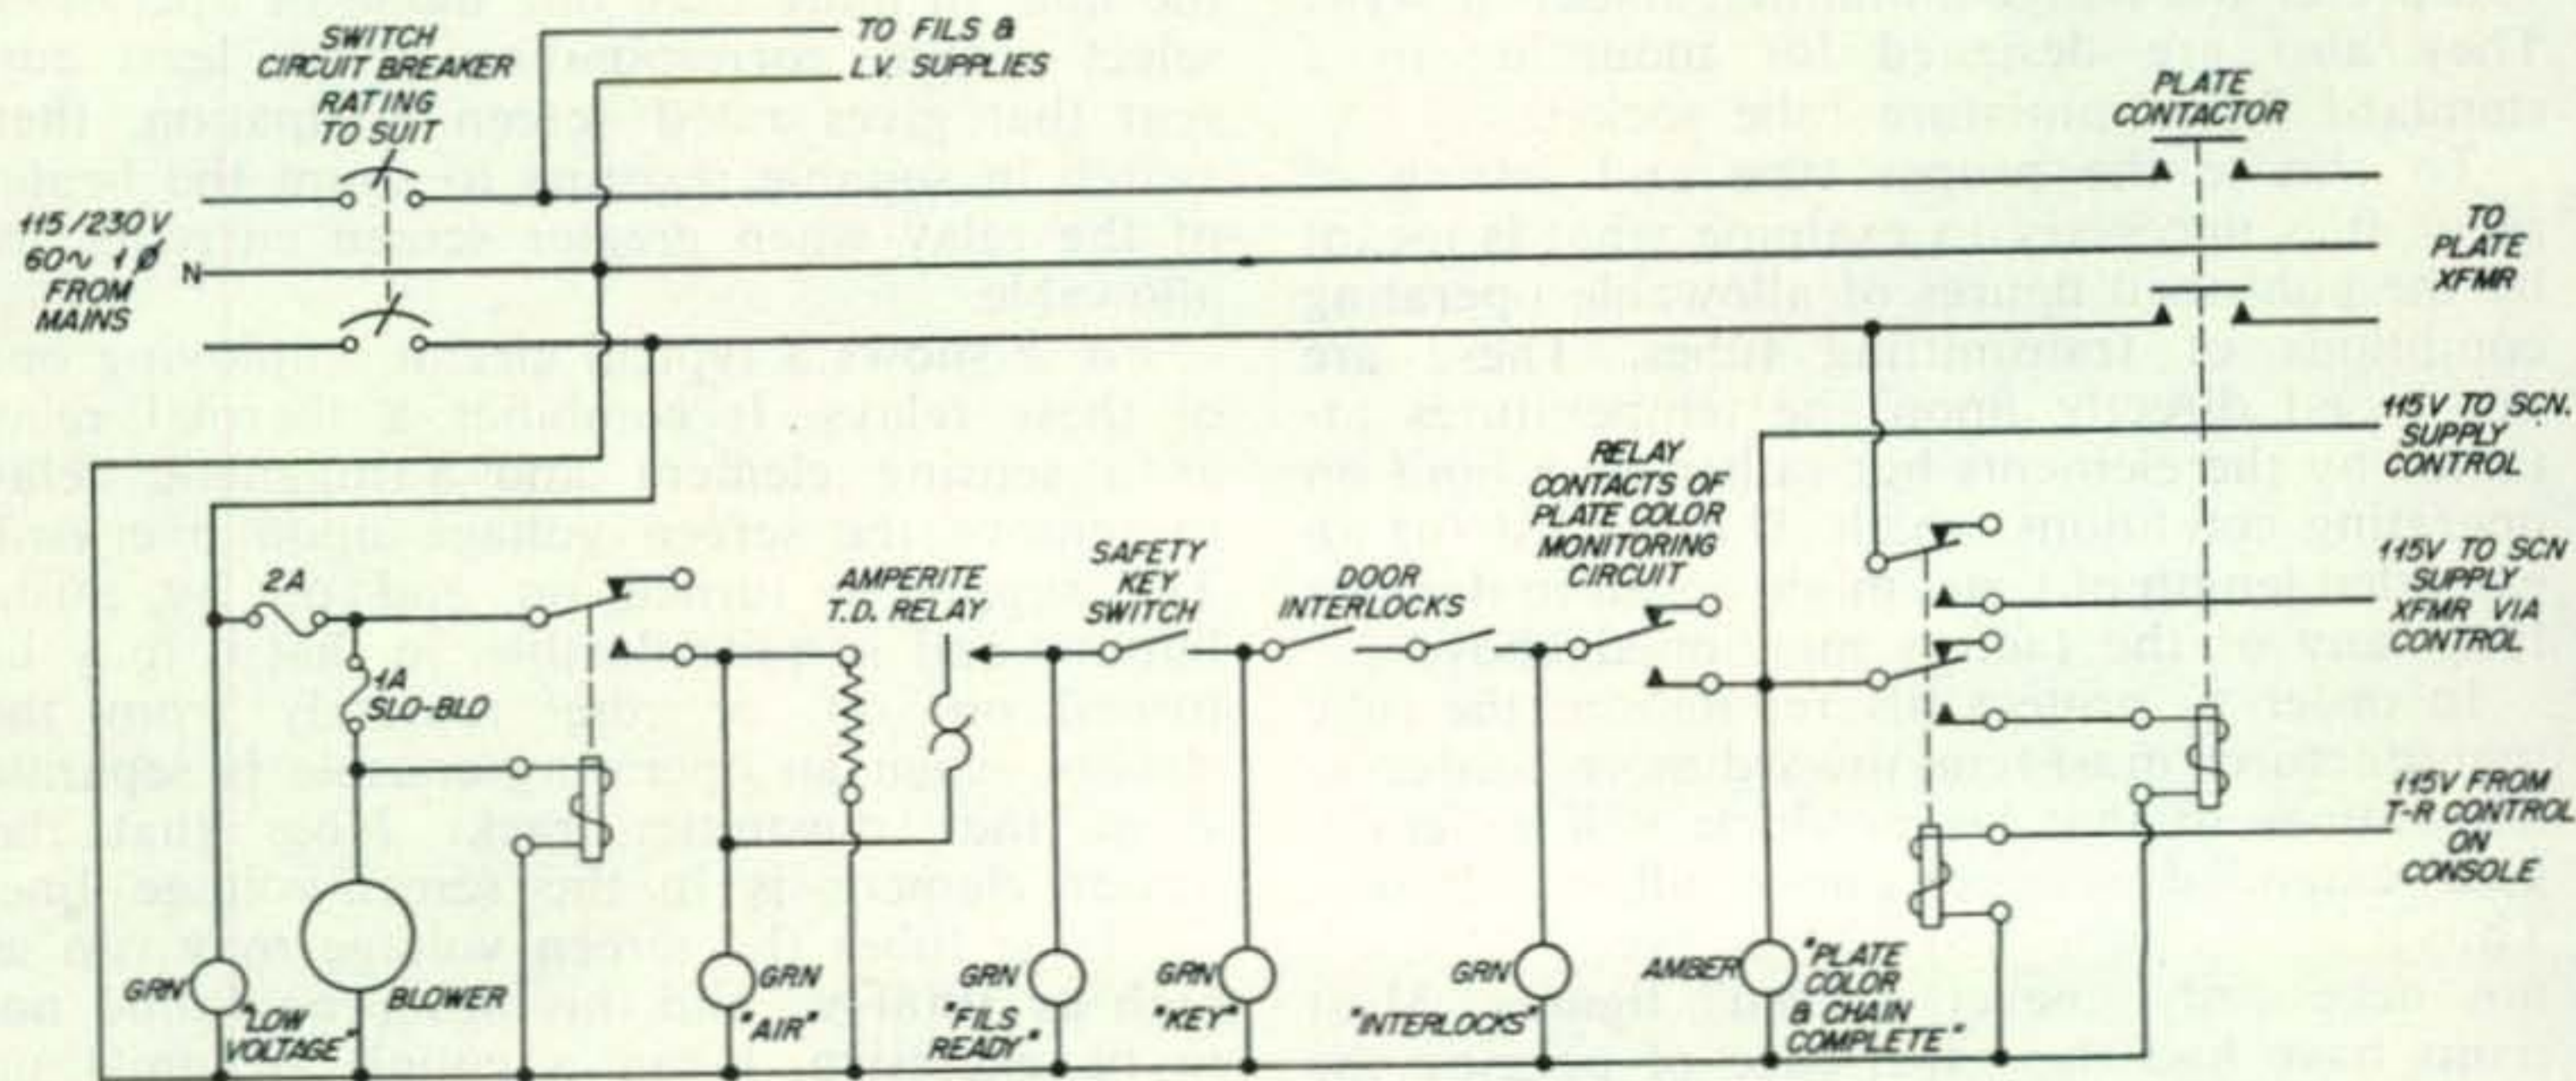 SWITCH
CIRCUIT BREAKER
RATING
TO SUIT
TO FILS &
L.V. SUPPLIES
PLATE
CONTACTOR
115/230V
60~ 1Ø
FROM
MAINS
N
TO
PLATE
XFMR
115V TO SCN.
SUPPLY
CONTROL
RELAY
CONTACTS OF
PLATE COLOR
MONITORING
CIRCUIT
115V TO SCN
SUPPLY
XFMR VIA
CONTROL
2A
1A
SLO-BLO
AMPERITE
T.D. RELAY
SAFETY
KEY
SWITCH
DOOR
INTERLOCKS
115V FROM
T-R CONTROL
ON
CONSOLE
GRN
"LOW
VOLTAGE"
BLOWER
GRN
"AIR"
GRN
"FILS
READY"
GRN
"KEY"
GRN
"INTERLOCKS"
AMBER
"PLATE
COLOR
& CHAIN
COMPLETE"